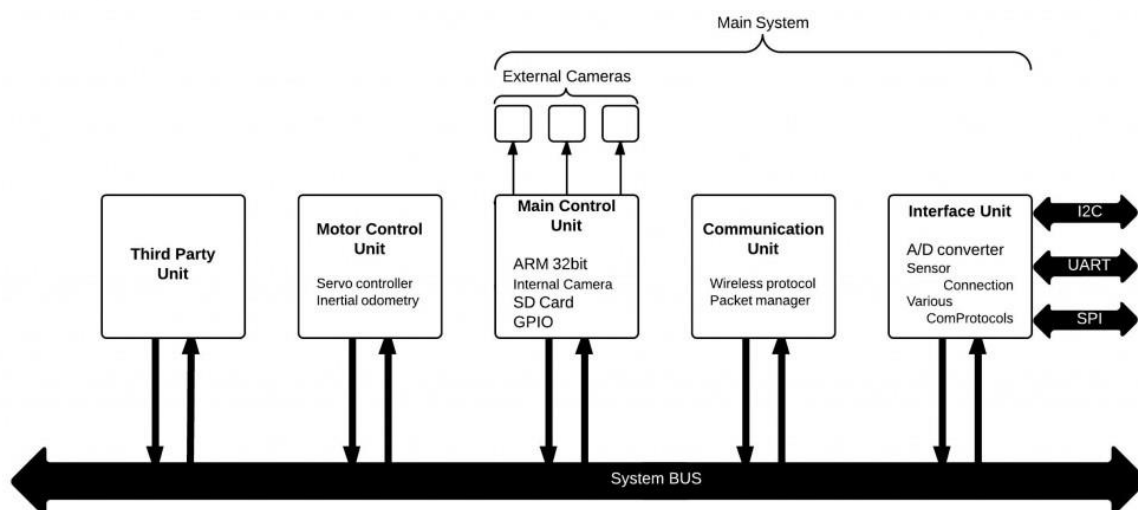 Main System
External Cameras
Third Party
Unit
Motor Control
Unit
Servo controller
Inertial odometry
Main Control
Unit
ARM 32bit
Internal Camera
SD Card
GPIO
Communication
Unit
Wireless protocol
Packet manager
Interface Unit
A/D converter
Sensor
Connection
Various
ComProtocols
I2C
UART
SPI
System BUS